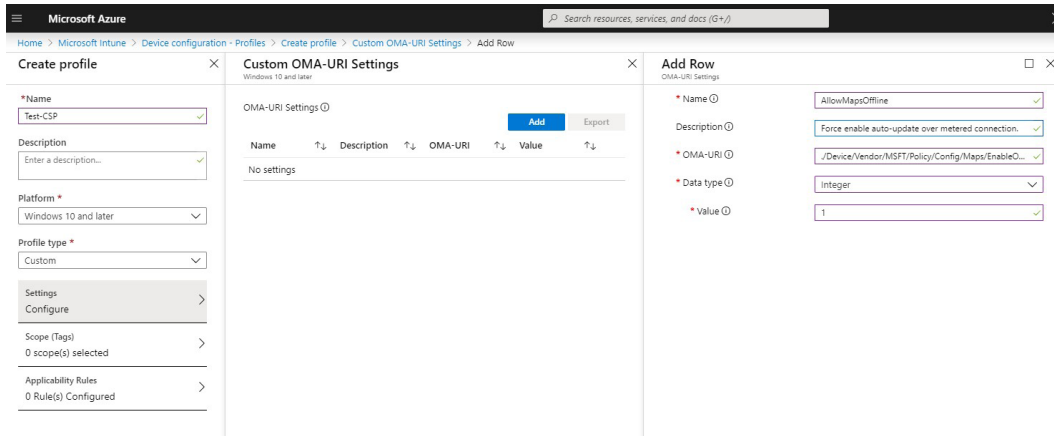 Microsoft Azure
Search resources, services, and docs (G+/)
Home > Microsoft Intune > Device configuration - Profiles > Create profile > Custom OMA-URI Settings > Add Row
Create profile
*Name
Test-CSP
Description
Enter a description...
Platform *
Windows 10 and later
Profile type *
Custom
Settings
Configure
Scope (Tags)
0 scope(s) selected
Applicability Rules
0 Rule(s) Configured
Custom OMA-URI Settings
Windows 10 and later
OMA-URI Settings
Add Export
Name Description OMA-URI Value
No settings
Add Row
OMA-URI Settings
* Name
AllowMapsOffline
Description
Force enable auto-update over metered connection.
* OMA-URI
./Device/Vendor/MSFT/Policy/Config/Maps/EnableO...
* Data type
Integer
* Value
1